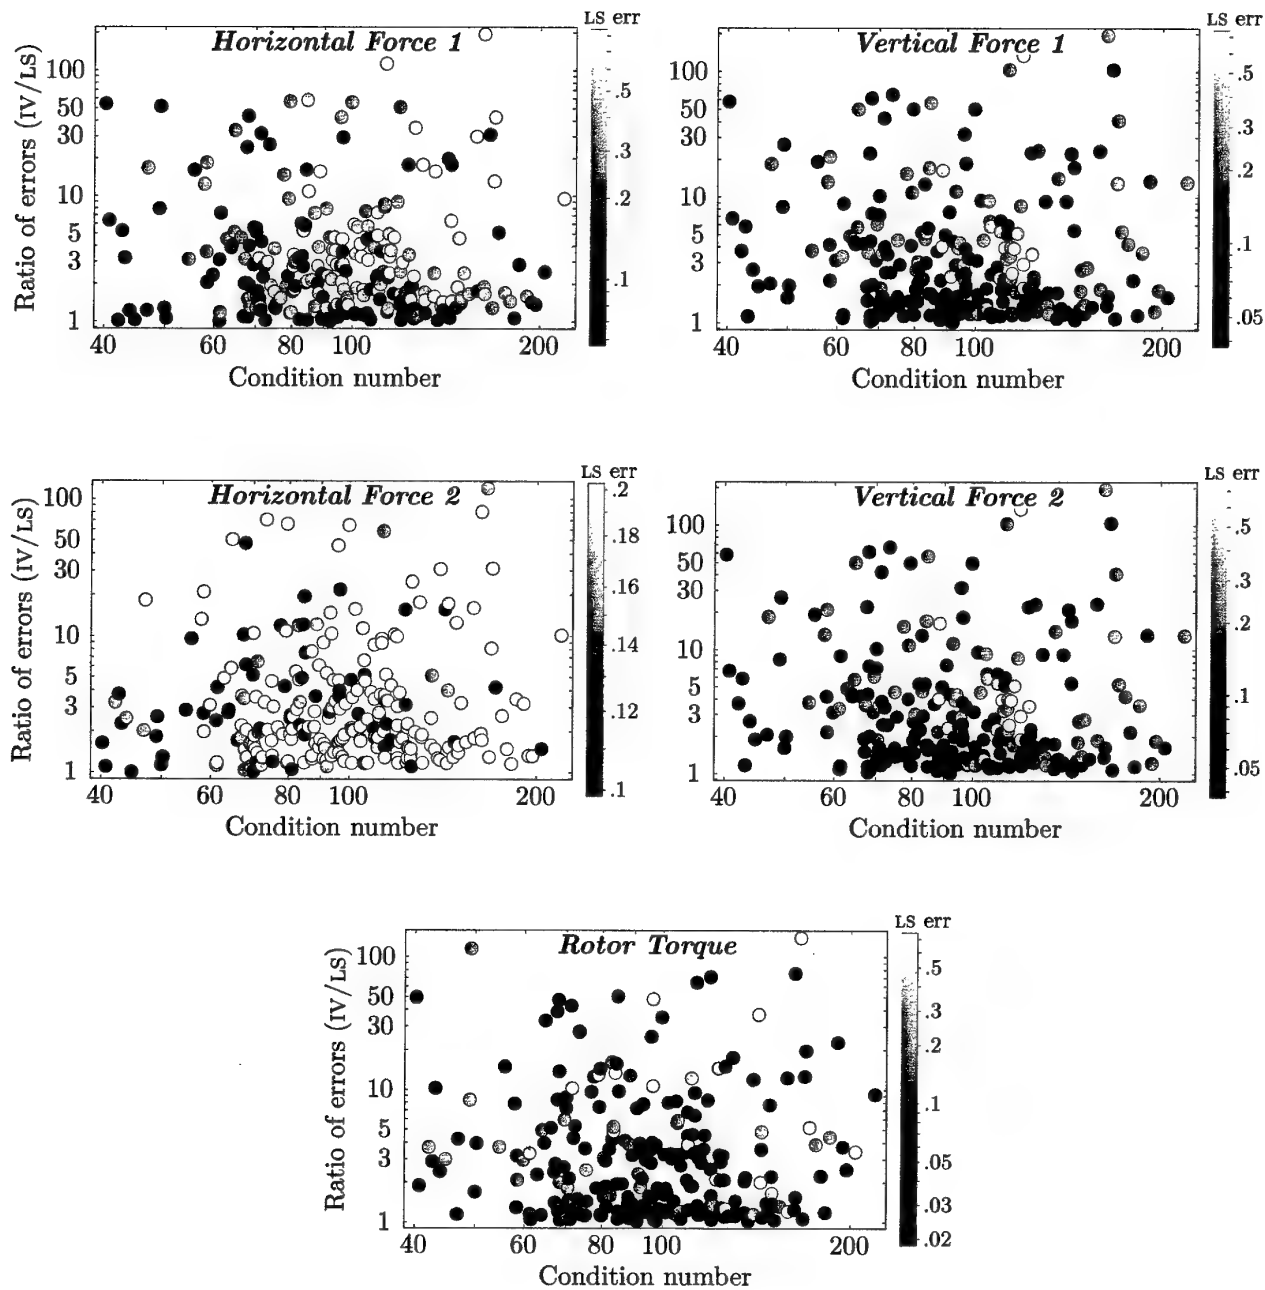 LS err
Horizontal Force 1
Ratio of errors (IV/LS)
100
50
30
10
5
3
1
40 60 80 100 200
Condition number
.5
.3
.2
.1
LS err
Vertical Force 1
100
50
30
10
5
3
1
40 60 80 100 200
Condition number
.5
.3
.2
.1
.05
LS err
Horizontal Force 2
Ratio of errors (IV/LS)
100
50
30
10
5
3
1
40 60 80 100 200
Condition number
.2
.18
.16
.14
.12
.1
LS err
Vertical Force 2
100
50
30
10
5
3
1
40 60 80 100 200
Condition number
.5
.3
.2
.1
.05
LS err
Rotor Torque
Ratio of errors (IV/LS)
100
50
30
10
5
3
1
40 60 80 100 200
Condition number
.5
.3
.2
.1
.05
.03
.02